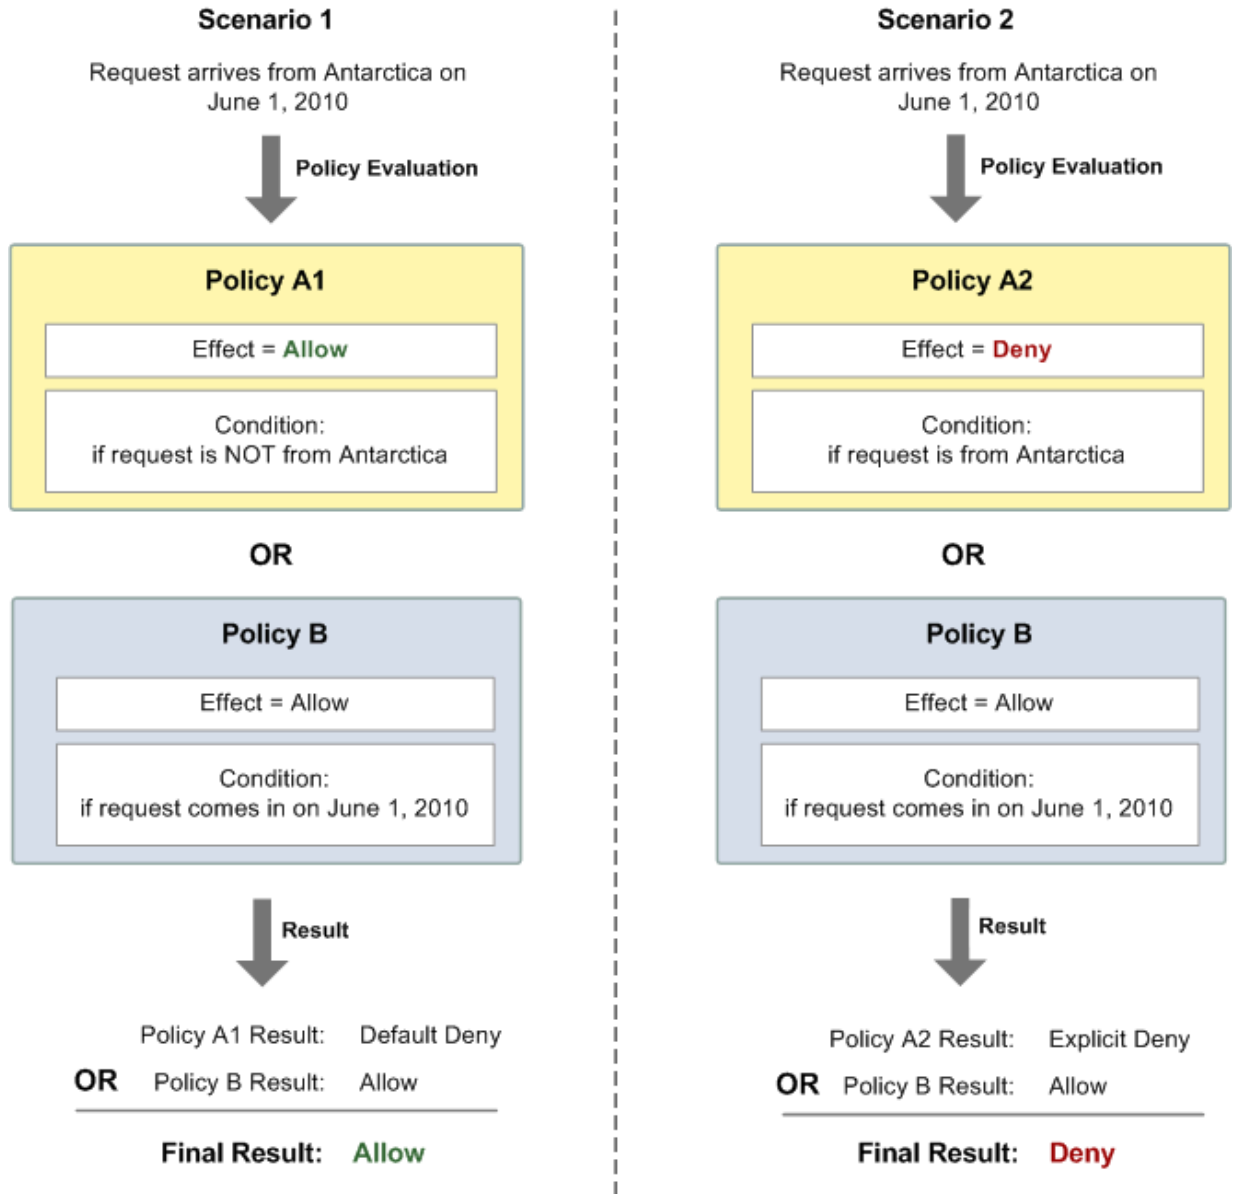 Scenario 1
Request arrives from Antarctica on
June 1, 2010
Policy Evaluation
Policy A1
Effect = Allow
Condition:
if request is NOT from Antarctica
OR
Policy B
Effect = Allow
Condition:
if request comes in on June 1, 2010
Result
Policy A1 Result: Default Deny
OR Policy B Result: Allow
Final Result: Allow
Scenario 2
Request arrives from Antarctica on
June 1, 2010
Policy Evaluation
Policy A2
Effect = Deny
Condition:
if request is from Antarctica
OR
Policy B
Effect = Allow
Condition:
if request comes in on June 1, 2010
Result
Policy A2 Result: Explicit Deny
OR Policy B Result: Allow
Final Result: Deny